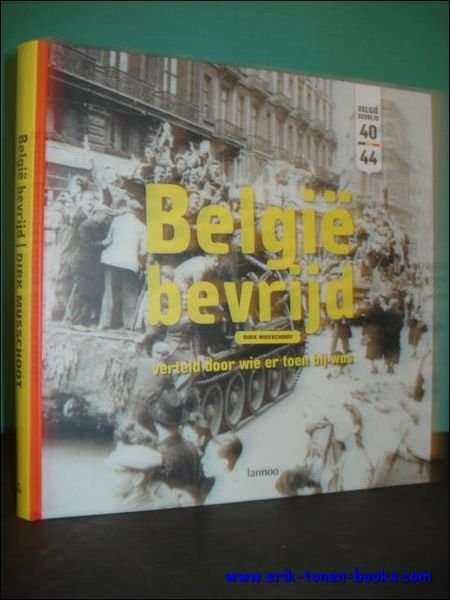 België bevrijd | DIRK MUSSCHOOT
BELGIË
BEVRIJD
40
44
België
bevrijd
DIRK MUSSCHOOT
verteld door wie er toen bij was
lannoo
www.erik-tonen-books.com